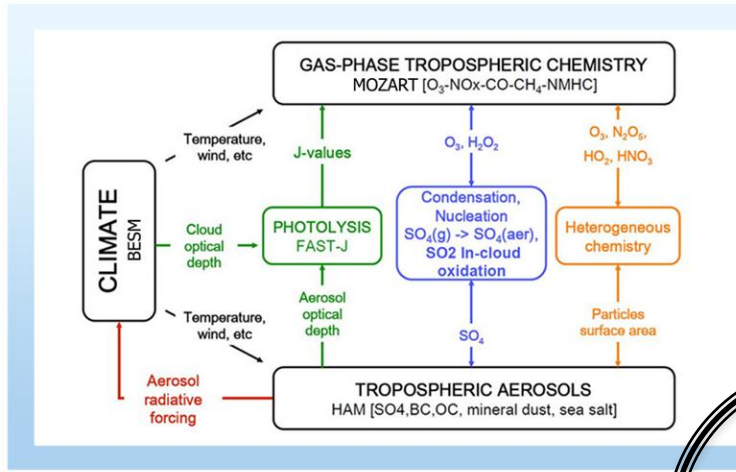 GAS-PHASE TROPOSPHERIC CHEMISTRY
MOZART [O₃-NOx-CO-CH₄-NMHC]
Temperature,
wind, etc
J-values
O₃, H₂O₂
O₃, N₂O₅,
HO₂, HNO₃
CLIMATE
BESM
Cloud
optical
depth
PHOTOLYSIS
FAST-J
Condensation,
Nucleation
SO₄(g) -> SO₄(aer),
SO2 In-cloud
oxidation
Heterogeneous
chemistry
Temperature,
wind, etc
Aerosol
optical
depth
SO₄
Particles
surface area
Aerosol
radiative
forcing
TROPOSPHERIC AEROSOLS
HAM [SO4,BC,OC, mineral dust, sea salt]